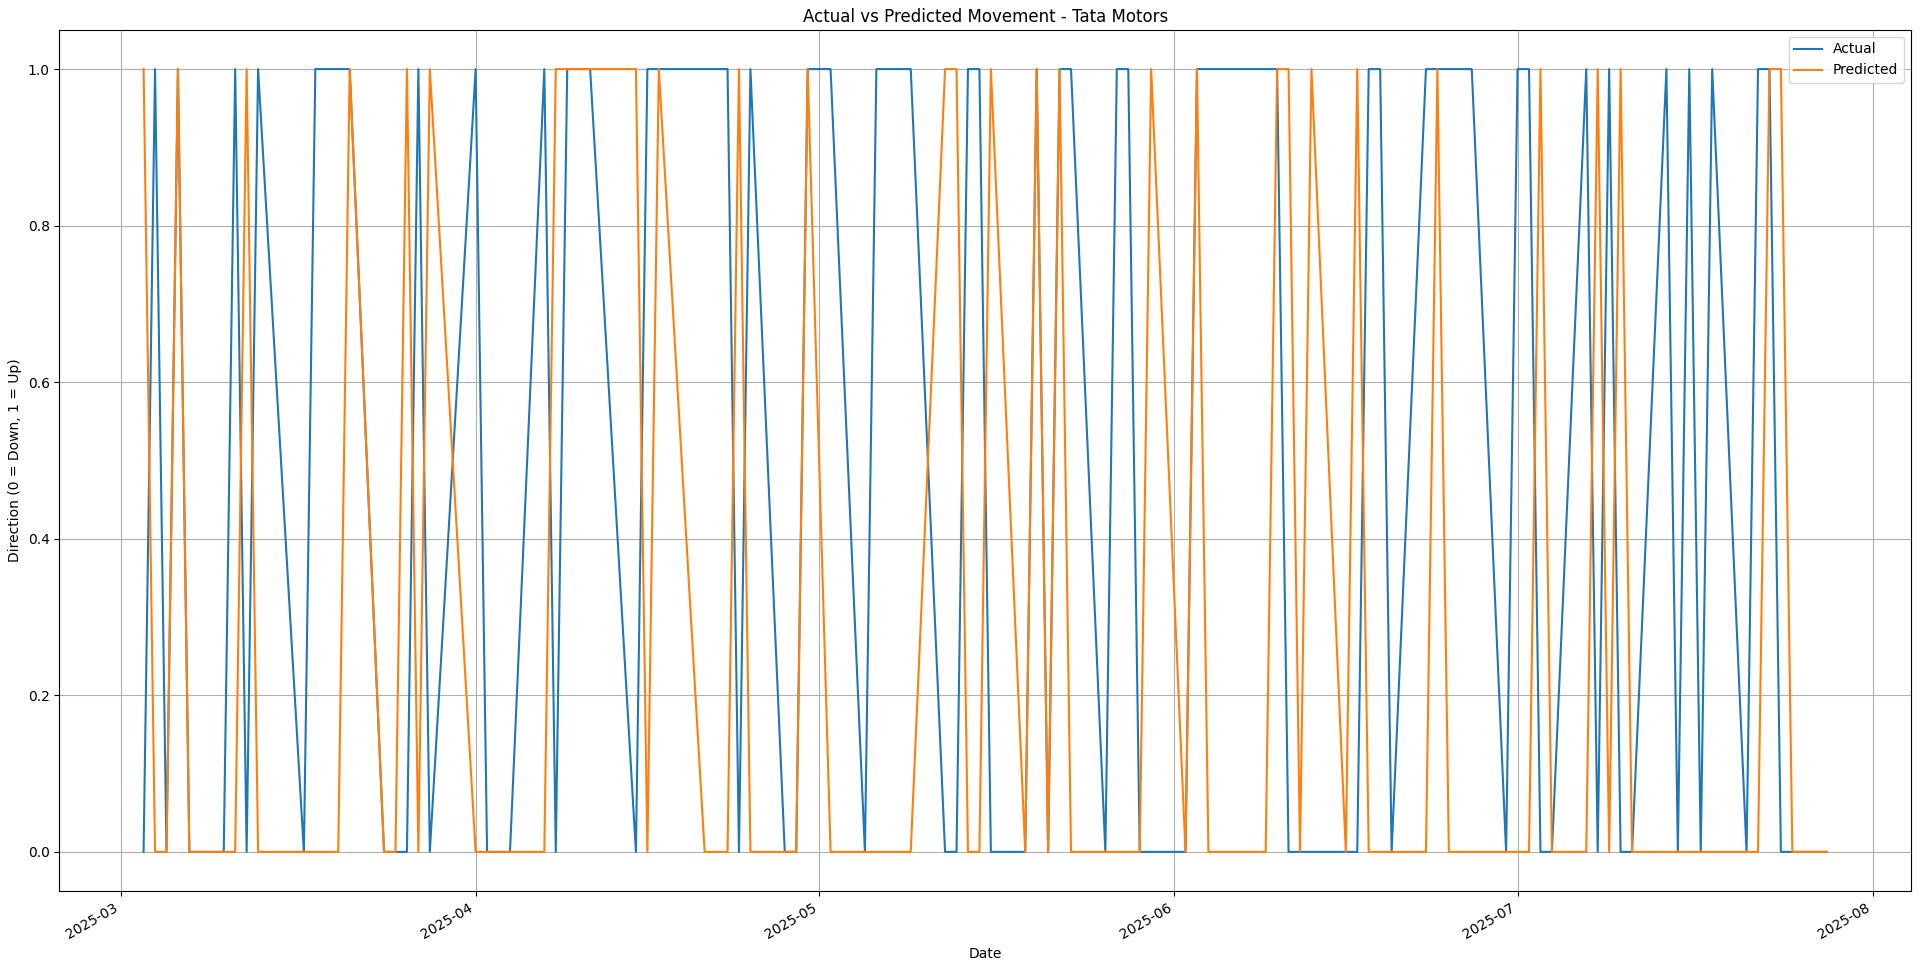 Actual vs Predicted Movement - Tata Motors
Actual
Predicted
1.0
0.8
0.6
0.4
0.2
0.0
Direction (0 = Down, 1 = Up)
2025-03
2025-04
2025-05
2025-06
2025-07
2025-08
Date